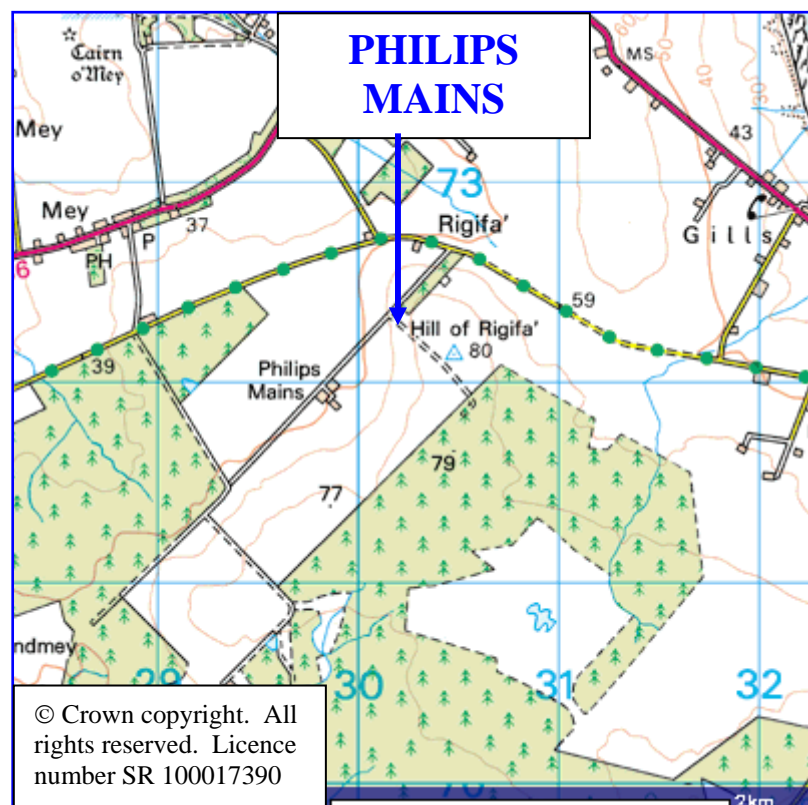 PHILIPS
MAINS
Cairn
o'Mey
MS
Mey
43
73
Mey
37
Rigifa'
PH
P
Gills
6
59
Hill of Rigifa'
80
39
Philips
Mains
79
77
ndmey
29
30
31
32
© Crown copyright. All
rights reserved. Licence
number SR 100017390
2km